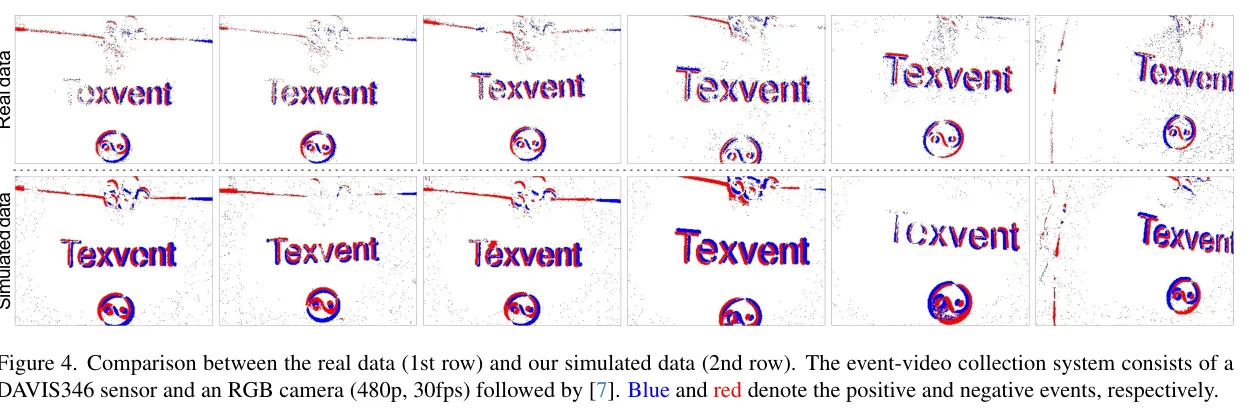 Real data
Texvent Texvent Texvent Texvent Texvent Texvent
Simulated data
Texvent Texvent Texvent Texvent Texvent Texvent
Figure 4. Comparison between the real data (1st row) and our simulated data (2nd row). The event-video collection system consists of a
DAVIS346 sensor and an RGB camera (480p, 30fps) followed by [7]. Blue and red denote the positive and negative events, respectively.